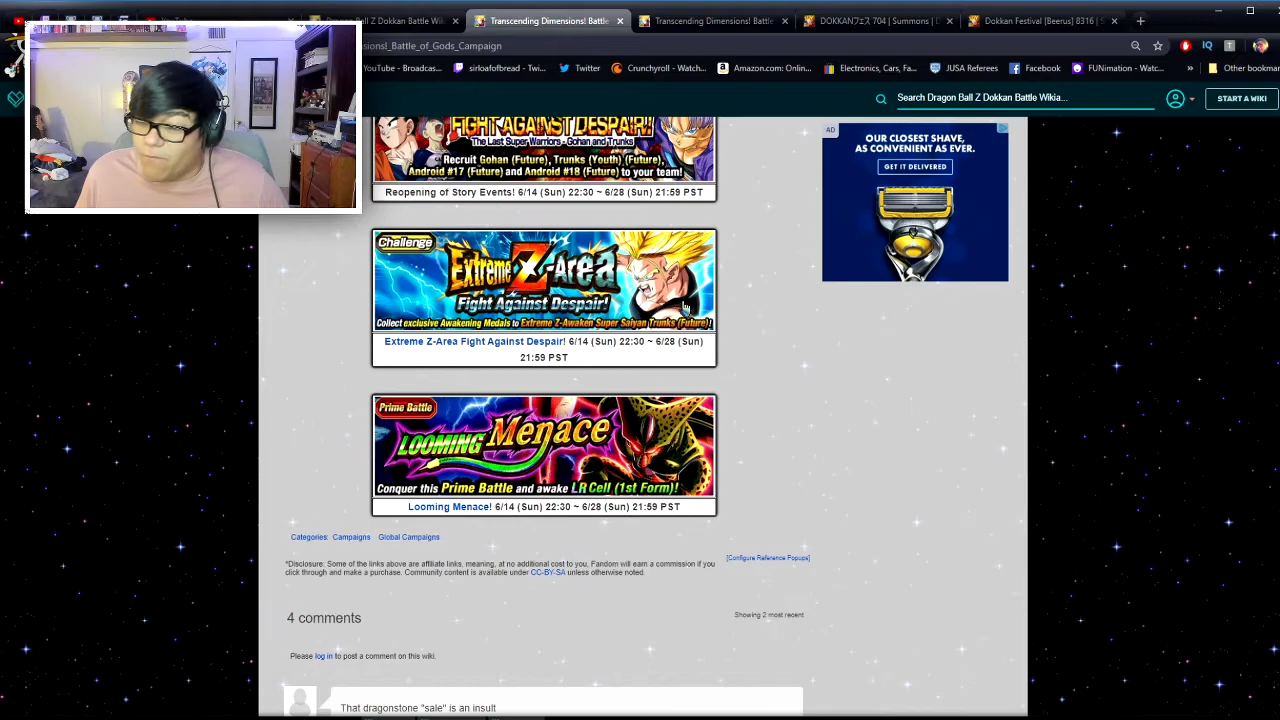 YouTube
Dragon Ball Z Dokkan Battle Wiki
Transcending Dimensions! Battle
Transcending Dimensions! Battle
DOKKANフェス 704 | Summons |
Dokkan Festival [Beerus] 8316 | S
nsions!_Battle_of_Gods_Campaign
YouTube - Broadcas...
sirloafofbread - Twi...
Twitter
Crunchyroll - Watch...
Amazon.com: Onlin...
Electronics, Cars, Fa...
JUSA Referees
Facebook
FUNimation - Watc...
»
Other bookmar
Search Dragon Ball Z Dokkan Battle Wikia...
START A WIKI
FIGHT AGAINST DESPAIR!!
The Last Super Warriors - Gohan and Trunks
Recruit Gohan (Future), Trunks (Youth) (Future),
Android #17 (Future) and Android #18 (Future) to your team!
Reopening of Story Events! 6/14 (Sun) 22:30 ~ 6/28 (Sun) 21:59 PST
AD
OUR CLOSEST SHAVE,
AS CONVENIENT AS EVER.
GET IT DELIVERED
Challenge
Extreme Z-Area
Fight Against Despair!
Collect exclusive Awakening Medals to Extreme Z-Awaken Super Saiyan Trunks (Future)!
Extreme Z-Area Fight Against Despair! 6/14 (Sun) 22:30 ~ 6/28 (Sun)
21:59 PST
Prime Battle
LOOMING Menace
Conquer this Prime Battle and awake LR Cell (1st Form)!
Looming Menace! 6/14 (Sun) 22:30 ~ 6/28 (Sun) 21:59 PST
Categories: Campaigns Global Campaigns
*Disclosure: Some of the links above are affiliate links, meaning, at no additional cost to you, Fandom will earn a commission if you
click through and make a purchase. Community content is available under CC-BY-SA unless otherwise noted.
[Configure Reference Popups]
4 comments
Showing 2 most recent
Please log in to post a comment on this wiki.
That dragonstone "sale" is an insult